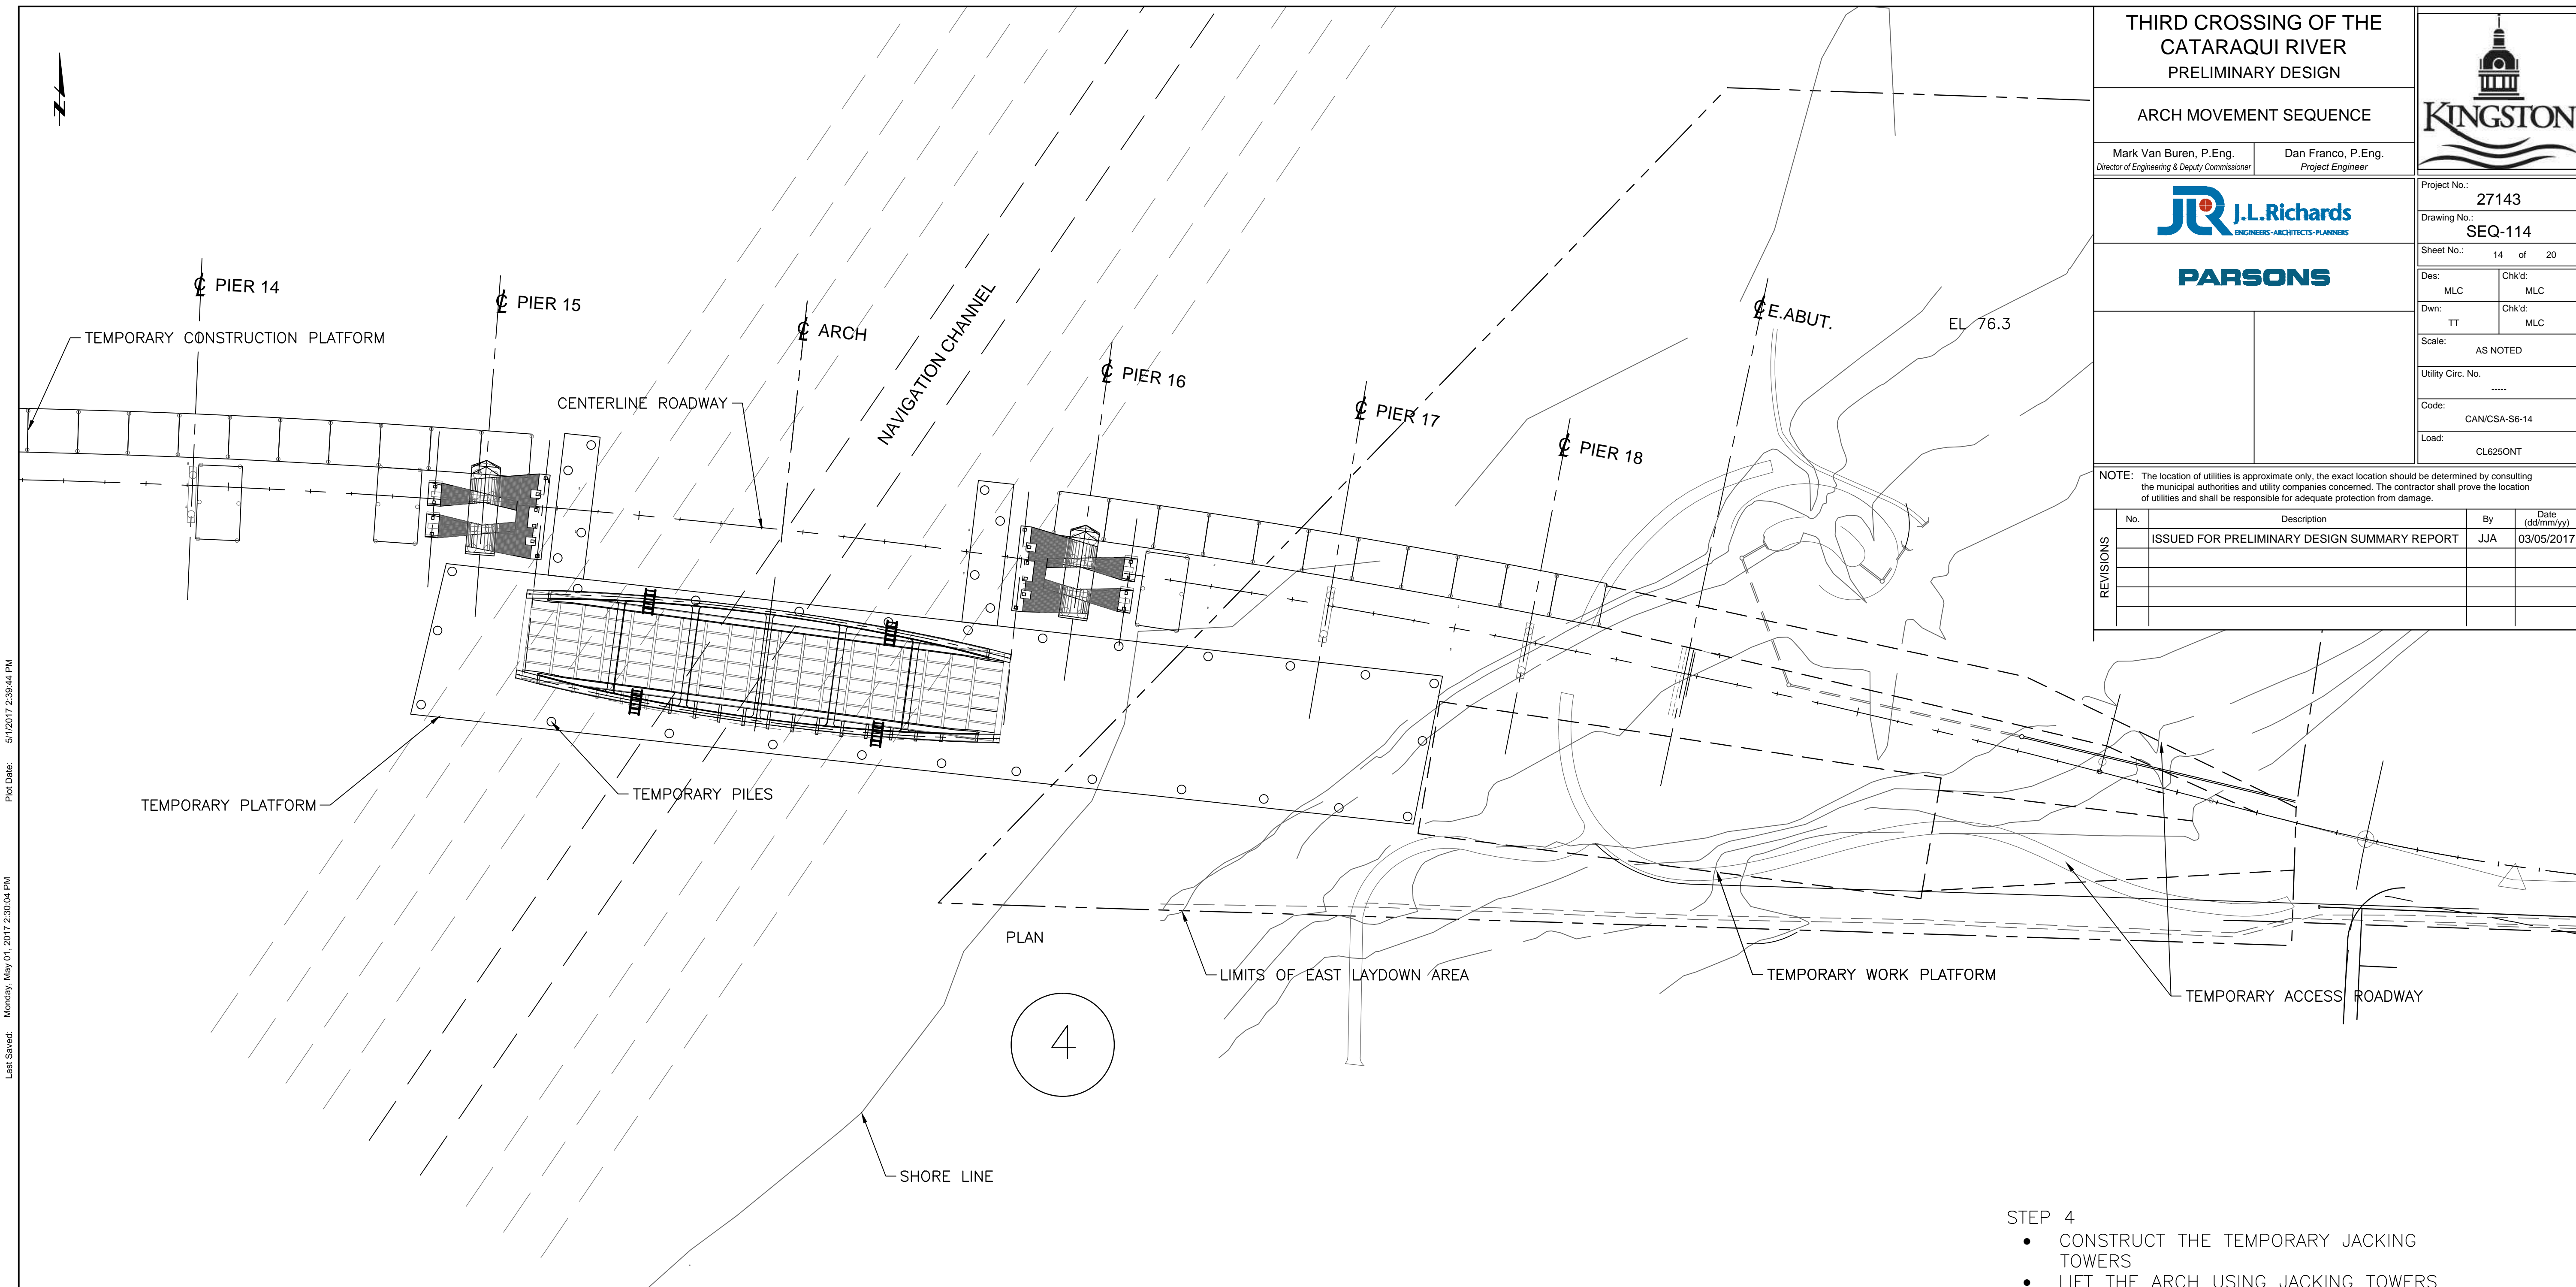 THIRD CROSSING OF THE
CATARAQUI RIVER
PRELIMINARY DESIGN
ARCH MOVEMENT SEQUENCE
Mark Van Buren, P.Eng.
Director of Engineering & Deputy Commissioner
Dan Franco, P.Eng.
Project Engineer
KINGSTON
JLR J.L.Richards
ENGINEERS·ARCHITECTS·PLANNERS
PARSONS
Project No.:
27143
Drawing No.:
SEQ-114
Sheet No.: 14 of 20
Des: MLC
Chk'd: MLC
Dwn: TT
Chk'd: MLC
Scale:
AS NOTED
Utility Circ. No.
-----
Code:
CAN/CSA-S6-14
Load:
CL625ONT
NOTE: The location of utilities is approximate only, the exact location should be determined by consulting
the municipal authorities and utility companies concerned. The contractor shall prove the location
of utilities and shall be responsible for adequate protection from damage.
REVISIONS
No. Description By Date (dd/mm/yy)
ISSUED FOR PRELIMINARY DESIGN SUMMARY REPORT JJA 03/05/2017
N
℄ PIER 14
℄ PIER 15
℄ ARCH
NAVIGATION CHANNEL
℄ PIER 16
℄ PIER 17
℄ PIER 18
℄ E.ABUT.
EL 76.3
TEMPORARY CONSTRUCTION PLATFORM
CENTERLINE ROADWAY
TEMPORARY PLATFORM
TEMPORARY PILES
PLAN
LIMITS OF EAST LAYDOWN AREA
TEMPORARY WORK PLATFORM
TEMPORARY ACCESS ROADWAY
4
SHORE LINE
STEP 4
● CONSTRUCT THE TEMPORARY JACKING
TOWERS
● LIFT THE ARCH USING JACKING TOWERS
Plot Date: 5/1/2017 2:39:44 PM
Last Saved: Monday, May 01, 2017 2:30:04 PM